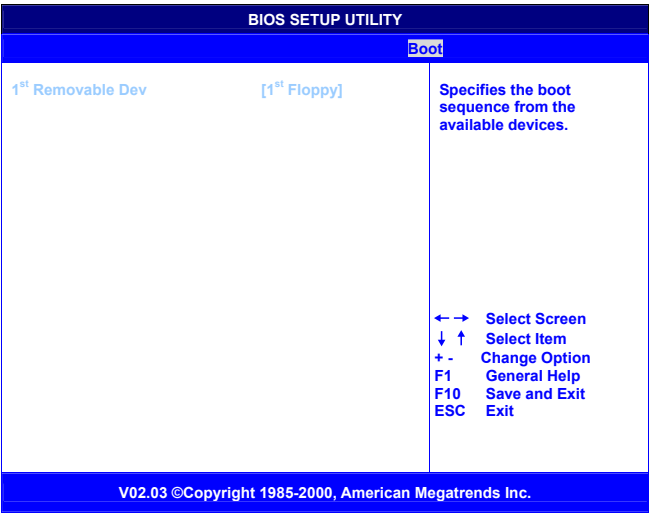 BIOS SETUP UTILITY
Boot
1st Removable Dev [1st Floppy]
Specifies the boot
sequence from the
available devices.
←→ Select Screen
↓ ↑ Select Item
+ - Change Option
F1 General Help
F10 Save and Exit
ESC Exit
V02.03 ©Copyright 1985-2000, American Megatrends Inc.